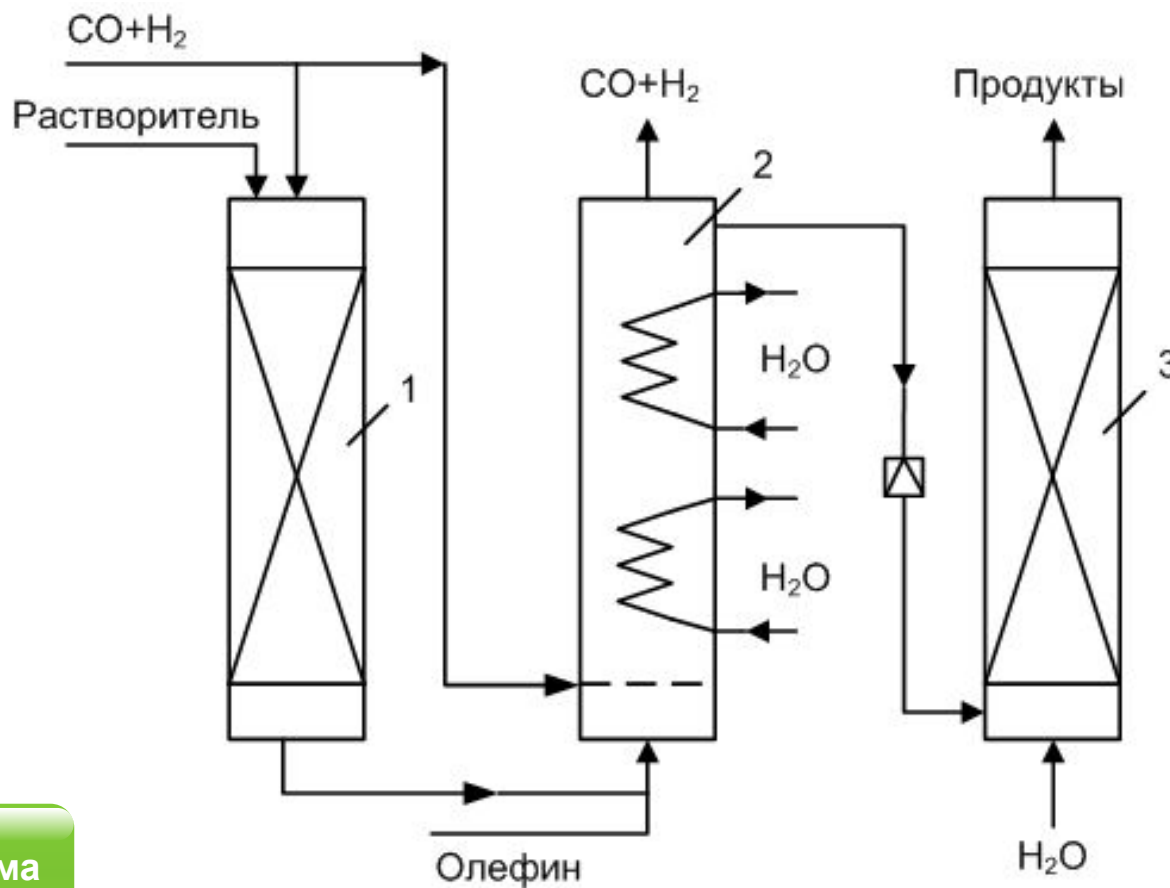 CO+H₂
Растворитель
CO+H₂
Продукты
2
1
3
H₂O
H₂O
Олефин
H₂O
ма